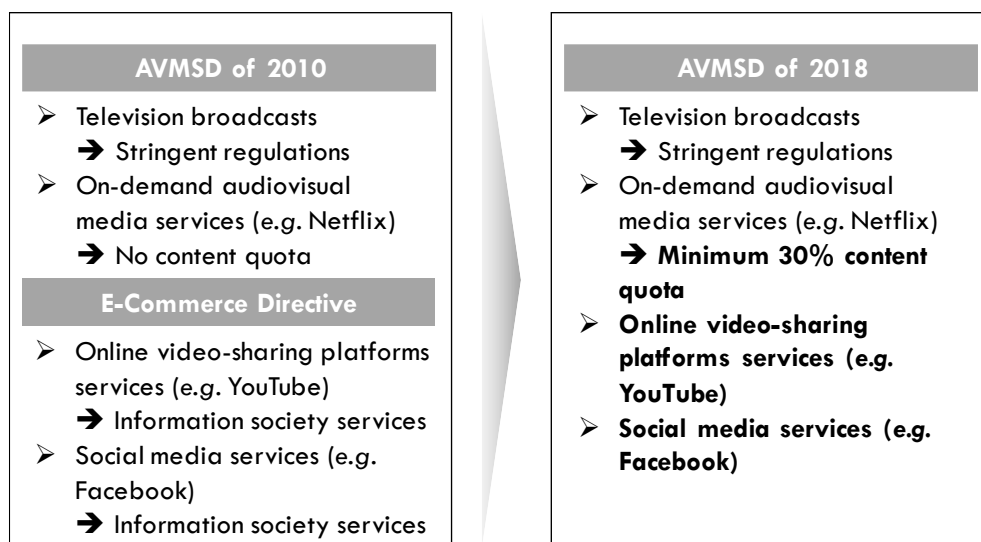 AVMSD of 2010
➢ Television broadcasts
➔ Stringent regulations
➢ On-demand audiovisual
media services (e.g. Netflix)
➔ No content quota
E-Commerce Directive
➢ Online video-sharing platforms
services (e.g. YouTube)
➔ Information society services
➢ Social media services (e.g.
Facebook)
➔ Information society services
AVMSD of 2018
➢ Television broadcasts
➔ Stringent regulations
➢ On-demand audiovisual
media services (e.g. Netflix)
➔ Minimum 30% content
quota
➢ Online video-sharing
platforms services (e.g.
YouTube)
➢ Social media services (e.g.
Facebook)